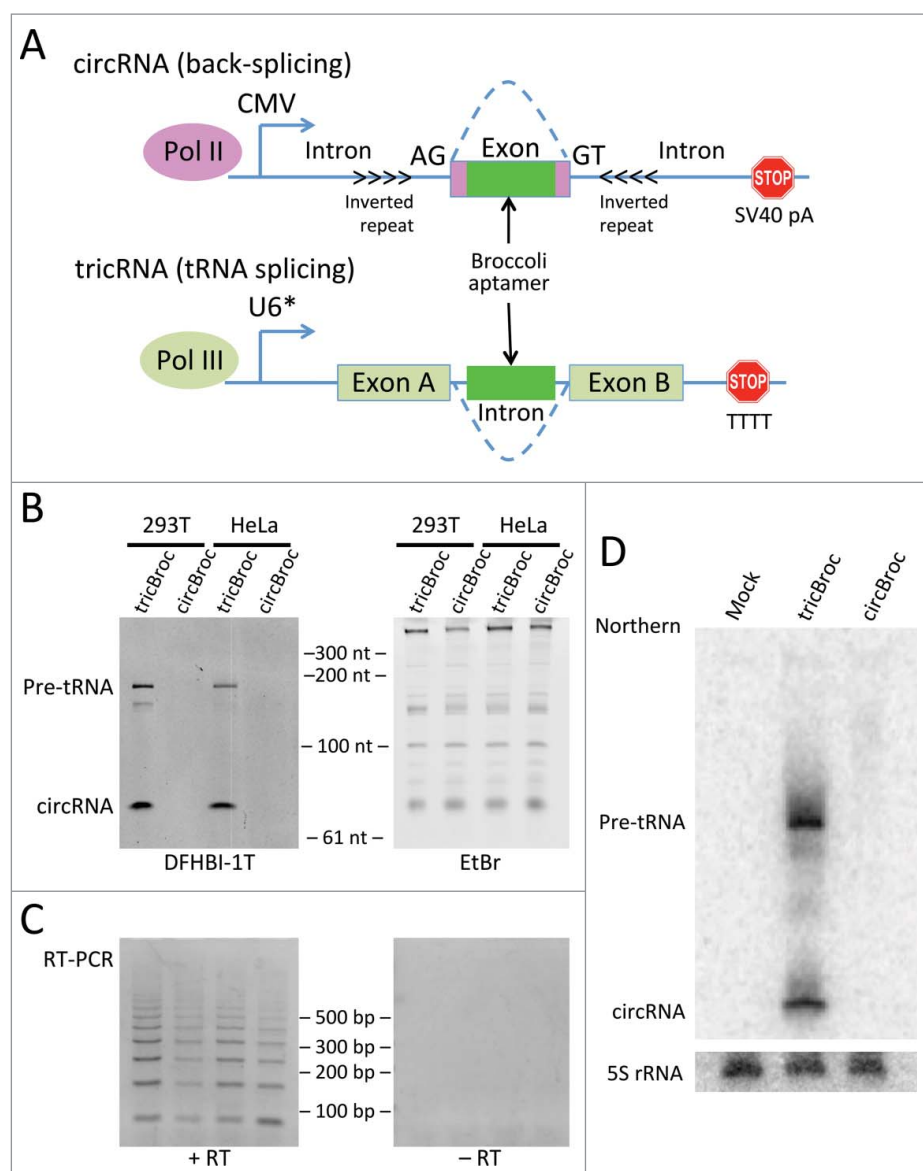 A
circRNA (back-splicing)
CMV
Pol II
Intron
AG
Exon
GT
Intron
Inverted
repeat
Inverted
repeat
STOP
SV40 pA
Broccoli
aptamer
tricRNA (tRNA splicing)
U6*
Pol III
Exon A
Intron
Exon B
STOP
TTTT
B
293T HeLa
tricBroc circBroc tricBroc circBroc
293T HeLa
tricBroc circBroc tricBroc circBroc
Pre-tRNA
circRNA
–300 nt –
–200 nt –
– 100 nt –
– 61 nt –
DFHBI-1T
EtBr
C
RT-PCR
– 500 bp –
– 300 bp –
– 200 bp –
– 100 bp –
+ RT
– RT
D
Northern
Mock tricBroc circBroc
Pre-tRNA
circRNA
5S rRNA